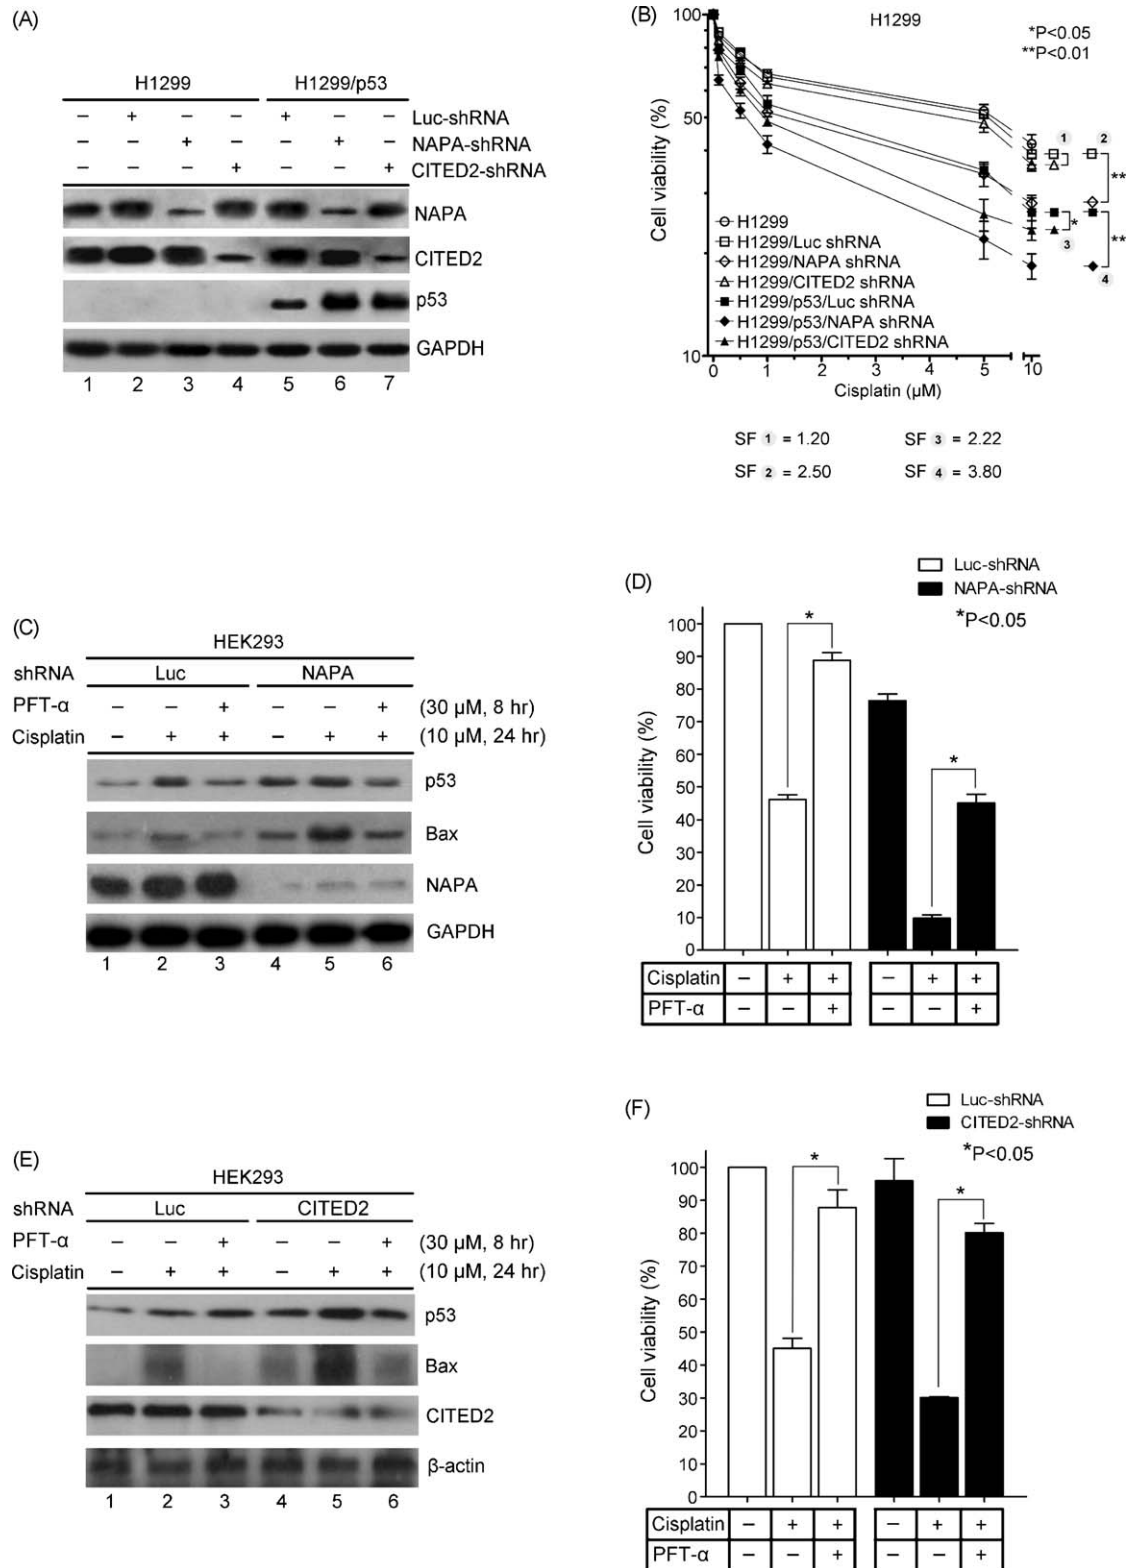 (A)
H1299 H1299/p53
– + – – + – – Luc-shRNA
– – + – – + – NAPA-shRNA
– – – + – – + CITED2-shRNA
NAPA
CITED2
p53
GAPDH
1 2 3 4 5 6 7
(B)
H1299
*P<0.05
**P<0.01
Cell viability (%)
100
50
10
1 2
**
*
**
3
4
H1299
H1299/Luc shRNA
H1299/NAPA shRNA
H1299/CITED2 shRNA
H1299/p53/Luc shRNA
H1299/p53/NAPA shRNA
H1299/p53/CITED2 shRNA
0 1 2 3 4 5 10
Cisplatin (μM)
SF 1 = 1.20 SF 3 = 2.22
SF 2 = 2.50 SF 4 = 3.80
(C)
HEK293
shRNA Luc NAPA
PFT-α – – + – – + (30 μM, 8 hr)
Cisplatin – + + – + + (10 μM, 24 hr)
p53
Bax
NAPA
GAPDH
1 2 3 4 5 6
(D)
Luc-shRNA
NAPA-shRNA
*P<0.05
Cell viability (%)
100
90
80
70
60
50
40
30
20
10
0
*
*
Cisplatin – + + – + +
PFT-α – – + – – +
(E)
HEK293
shRNA Luc CITED2
PFT-α – – + – – + (30 μM, 8 hr)
Cisplatin – + + – + + (10 μM, 24 hr)
p53
Bax
CITED2
β-actin
1 2 3 4 5 6
(F)
Luc-shRNA
CITED2-shRNA
*P<0.05
Cell viability (%)
100
90
80
70
60
50
40
30
20
10
0
*
*
Cisplatin – + + – + +
PFT-α – – + – – +